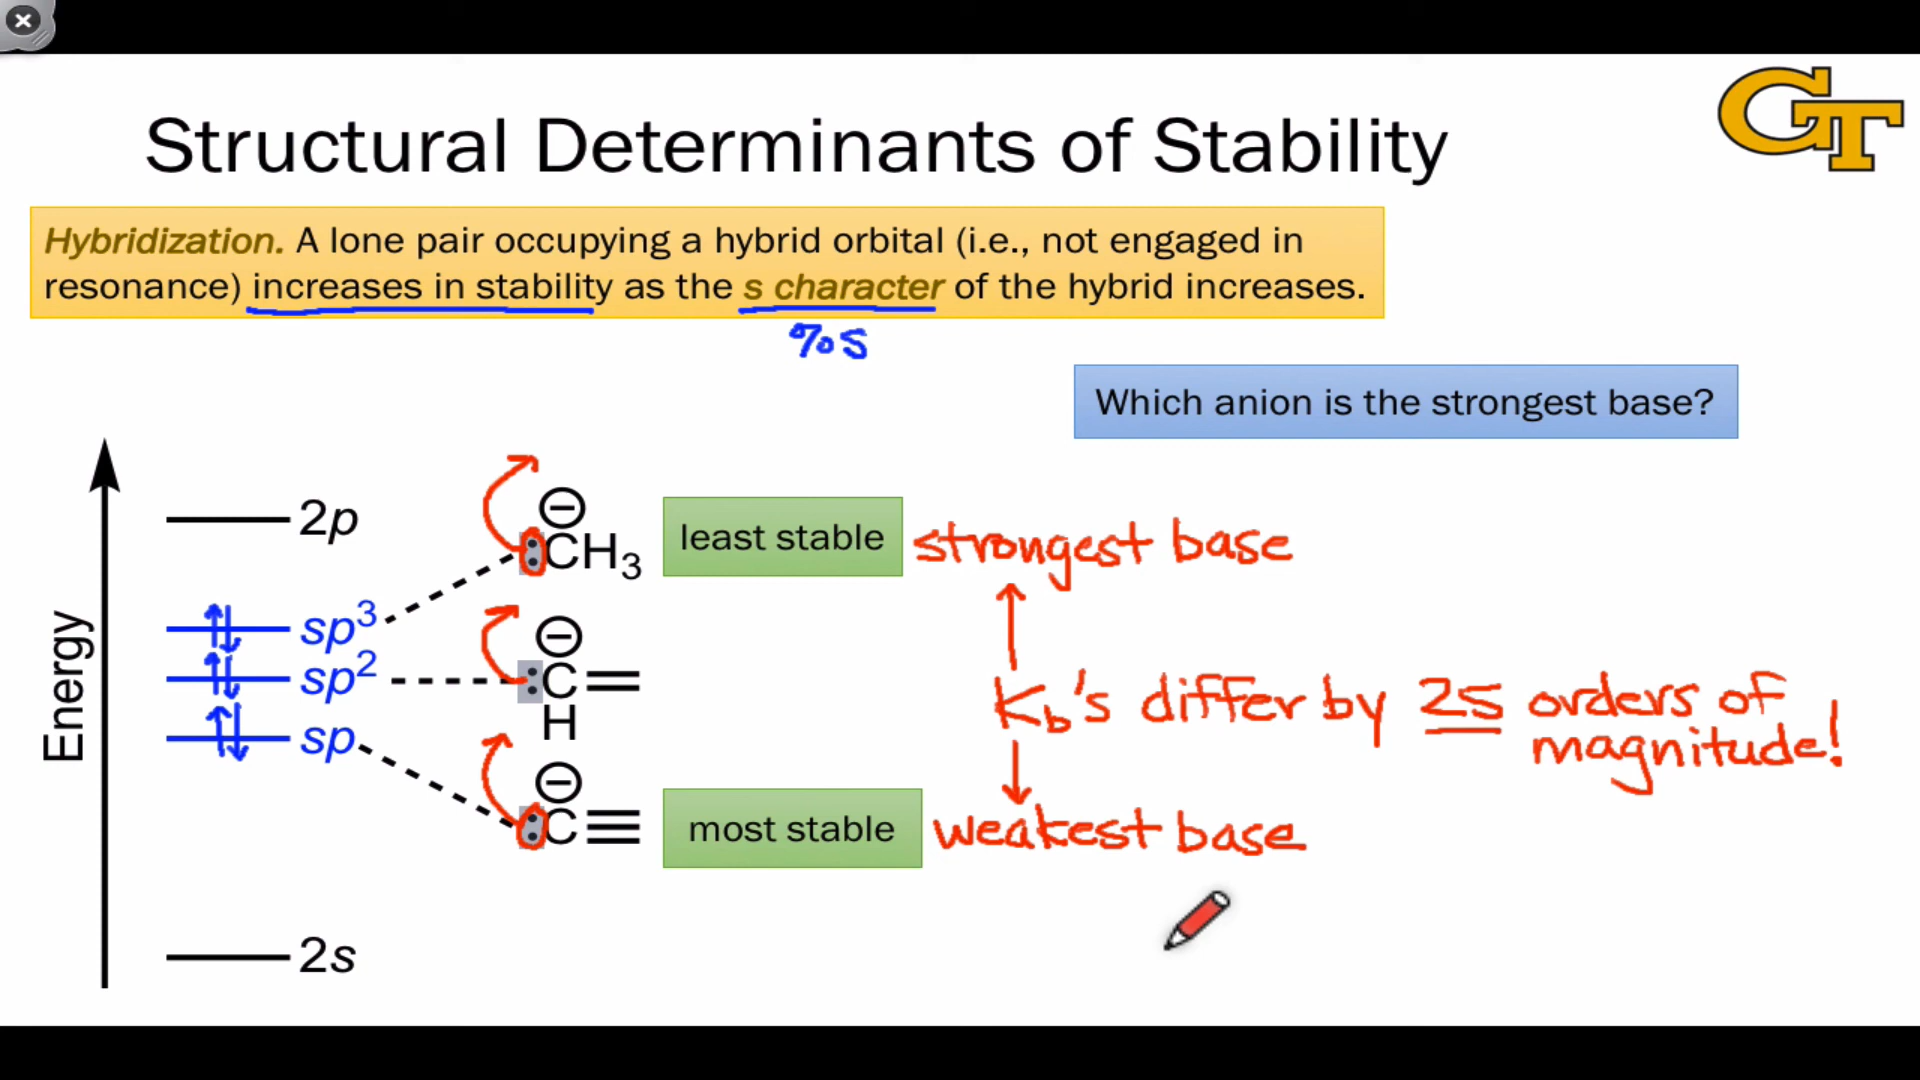 Structural Determinants of Stability
GT
Hybridization. A lone pair occupying a hybrid orbital (i.e., not engaged in
resonance) increases in stability as the s character of the hybrid increases.
%s
Which anion is the strongest base?
Energy
2p
sp³
sp²
sp
2s
⊖
:CH₃
least stable
strongest base
⊖
:C=
H
Kb's differ by 25 orders of
magnitude!
⊖
:C≡
most stable
weakest base